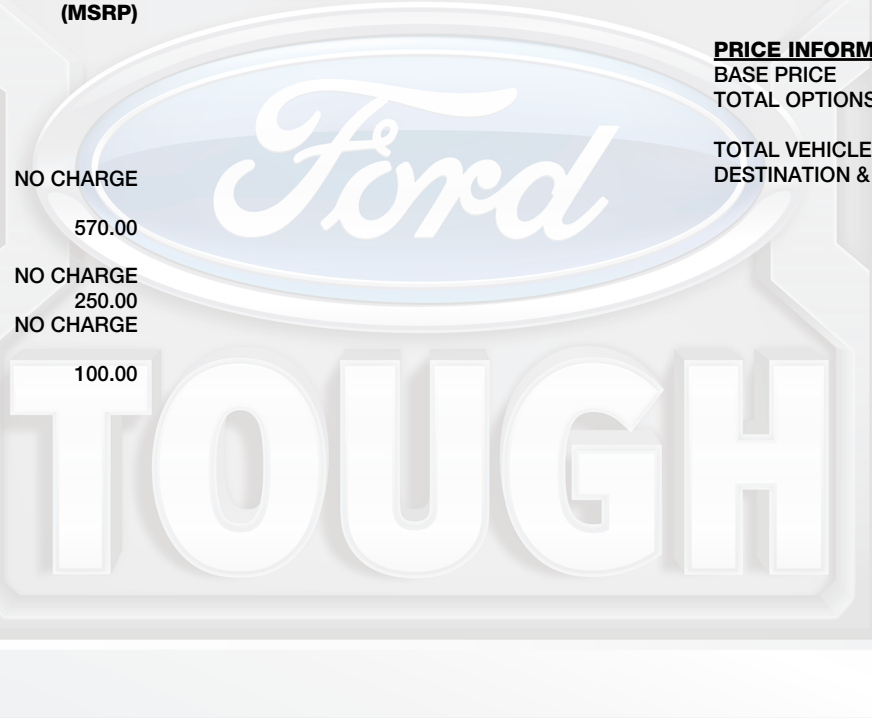 (MSRP)
NO CHARGE
570.00
NO CHARGE
250.00
NO CHARGE
100.00
PRICE INFORM
BASE PRICE
TOTAL OPTIONS
TOTAL VEHICLE
DESTINATION &
Ford
TOUGH